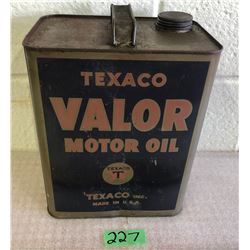 TEXACO
VALOR
MOTOR OIL
TEXACO
T
TEXACO INC.
MADE IN U.S.A.
227